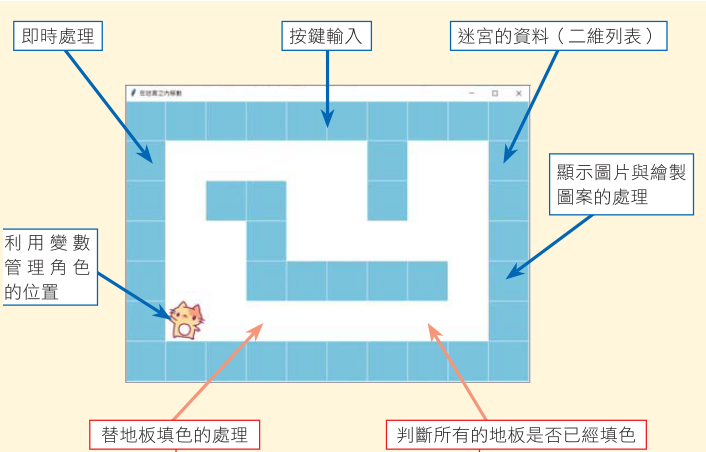 即時處理
按鍵輸入
迷宮的資料（二維列表）
在迷宮之內移動
顯示圖片與繪製
圖案的處理
利用變數
管理角色
的位置
替地板填色的處理
判斷所有的地板是否已經填色